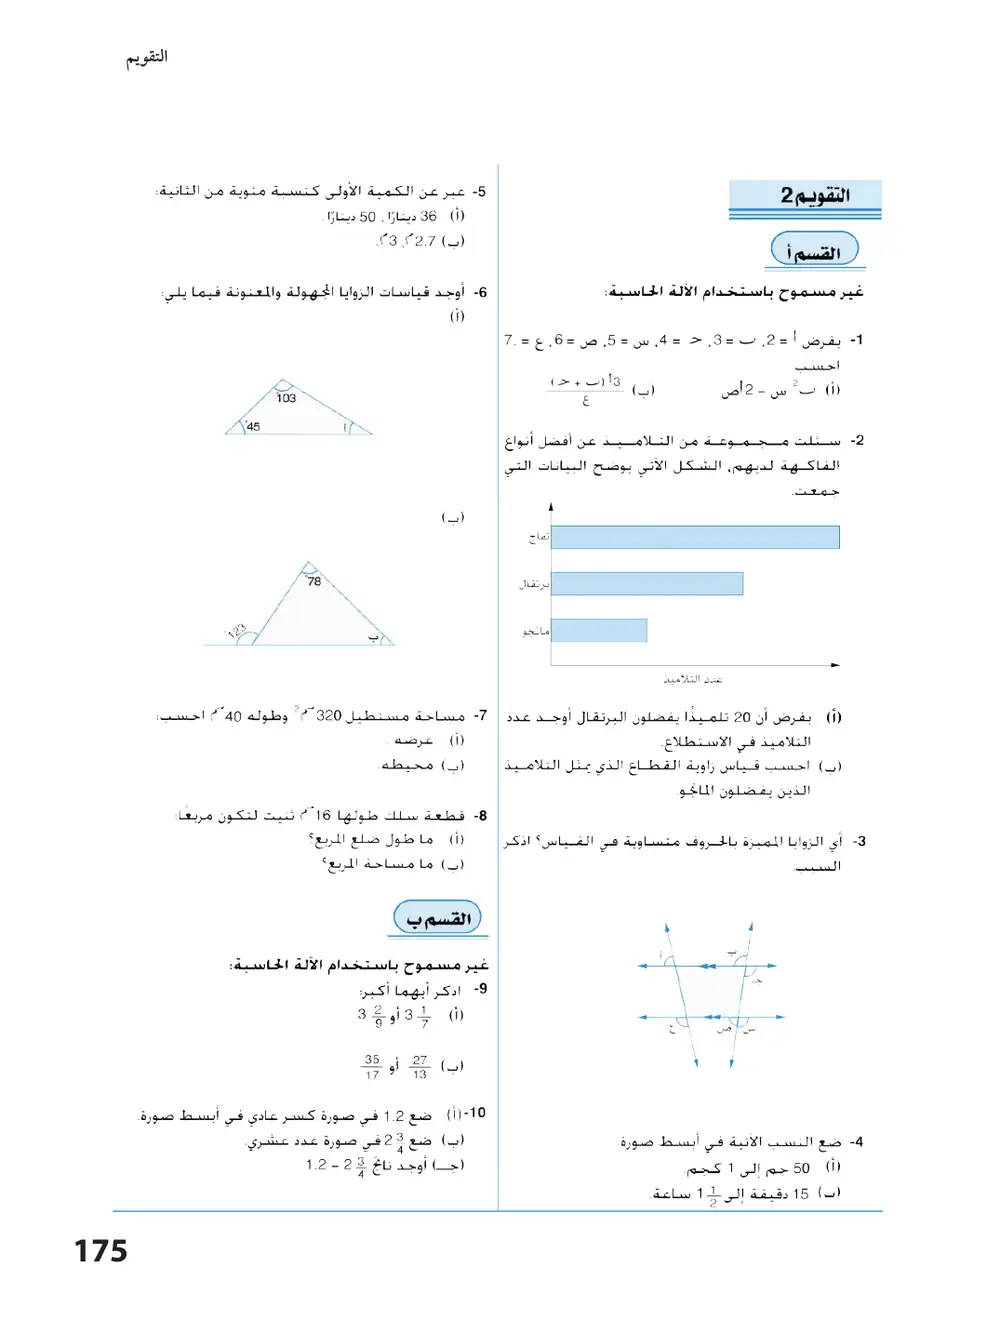 التقويم
التقويم 2
القسم أ
غير مسموح باستخدام الآلة الحاسبة:
1- بفرض أ = 2, ب = 3, حـ = 4, س = 5, ص = 6, ع = 7.
احسب
(أ) ب² س – 2أص (ب) 3أ (ب + حـ) / ع
2- سئلت مجموعة من التلاميذ عن أفضل أنواع
الفاكهة لديهم, الشكل الآتي يوضح البيانات التي
جمعت.
تفاح
برتقال
مانجو
عدد التلاميذ
(أ) بفرض أن 20 تلميذًا يفضلون البرتقال أوجد عدد
التلاميذ في الاستطلاع.
(ب) احسب قياس زاوية القطاع الذي يمثل التلاميذ
الذين يفضلون المانجو.
3- أي الزوايا المميزة بالحروف متساوية في القياس؟ اذكر
السبب.
أ
ب
حـ
ع
ص
س
4- ضع النسب الآتية في أبسط صورة
(أ) 50 جم إلى 1 كجم.
(ب) 15 دقيقة إلى 1 1/2 ساعة.
5- عبر عن الكمية الأولى كنسبة مئوية من الثانية:
(أ) 36 دينارًا , 50 دينارًا .
(ب) 2.7 م, 3 م.
6- أوجد قياسات الزوايا المجهولة والمعنونة فيما يلي:
(أ)
103°
45°
أ
(ب)
78°
123°
ب
7- مساحة مستطيل 320 سم² وطوله 40 سم احسب:
(أ) عرضه .
(ب) محيطه.
8- قطعة سلك طولها 16 سم ثنيت لتكون مربعًا:
(أ) ما طول ضلع المربع؟
(ب) ما مساحة المربع؟
القسم ب
غير مسموح باستخدام الآلة الحاسبة:
9- اذكر أيهما أكبر:
(أ) 3 1/7 أو 3 2/9
(ب) 27/13 أو 35/17
10- (أ) ضع 1.2 في صورة كسر عادي في أبسط صورة.
(ب) ضع 2 3/4 في صورة عدد عشري.
(جـ) أوجد ناتج 2 3/4 – 1.2
175